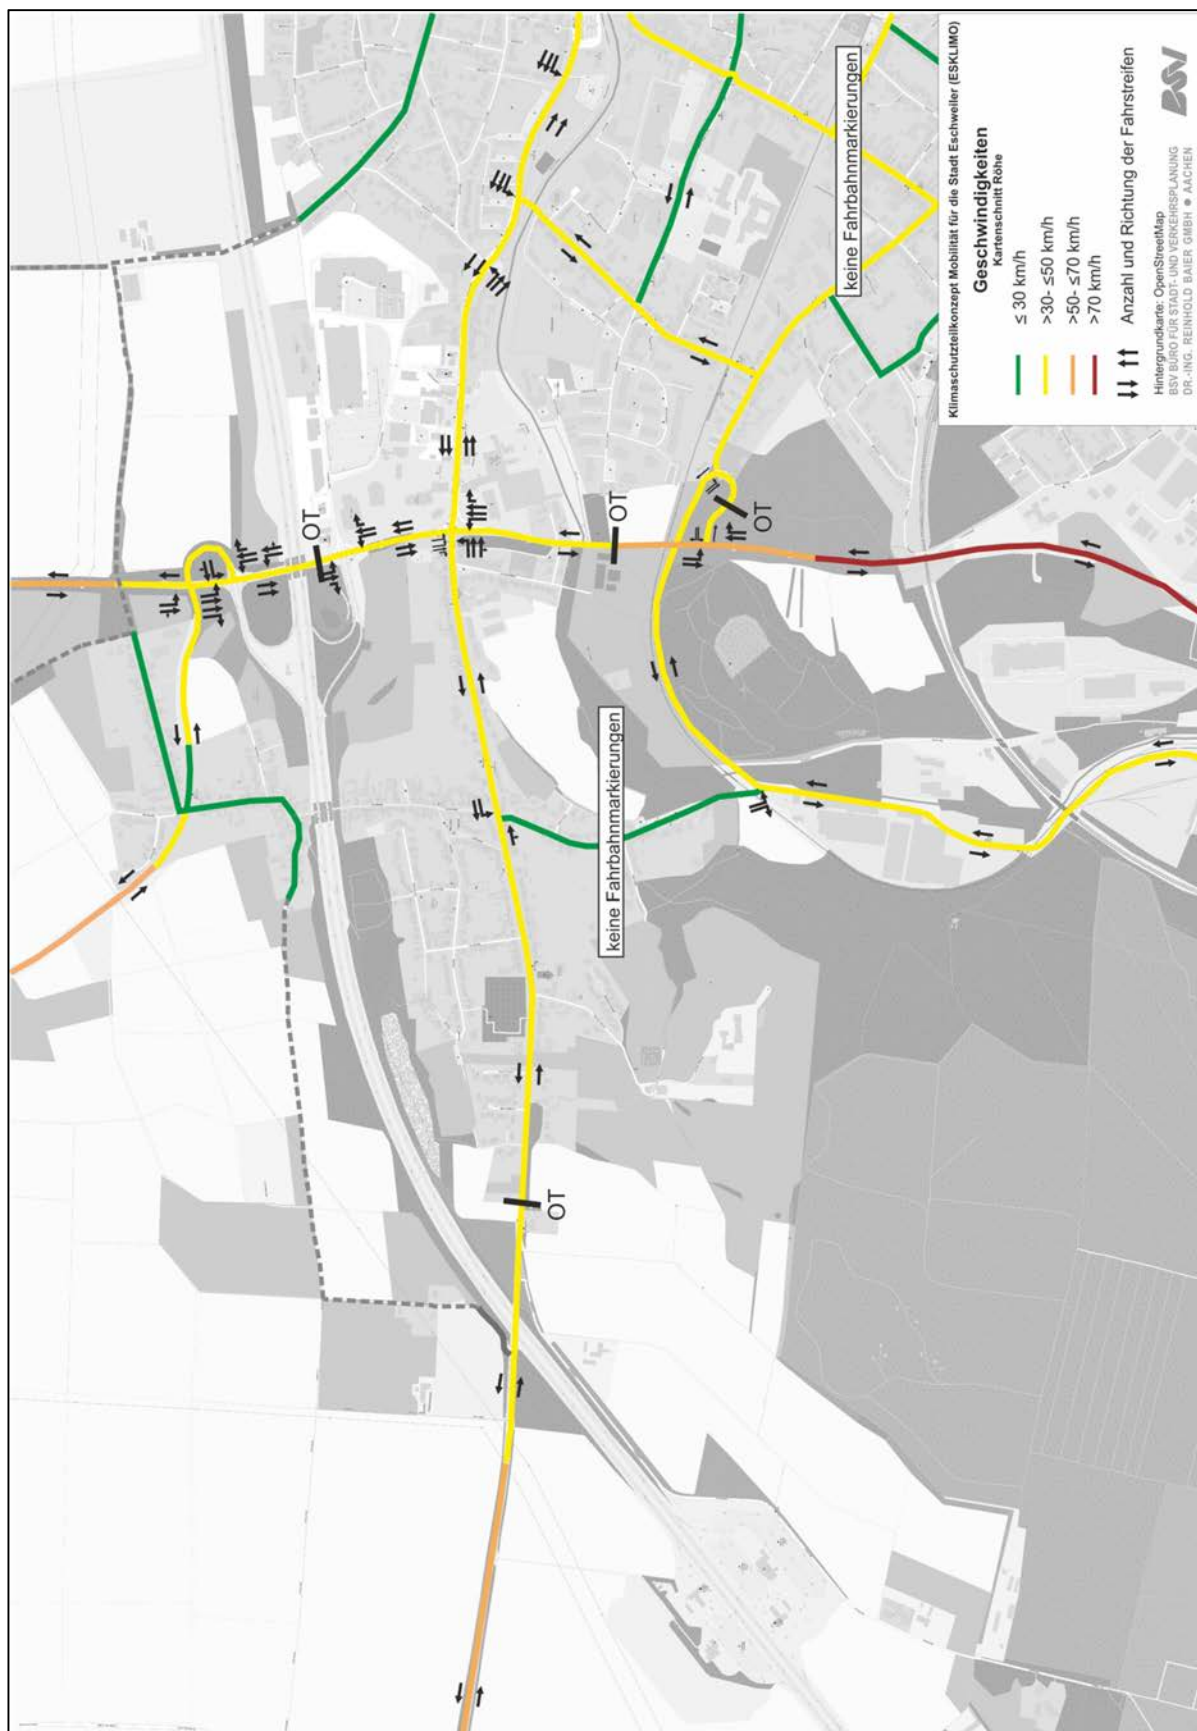 OT
OT
OT
OT
keine Fahrbahnmarkierungen
keine Fahrbahnmarkierungen
Klimaschutzteilkonzept Mobilität für die Stadt Eschweiler (ESKLIMO)
Geschwindigkeiten
Kartenschnitt Röhe
≤ 30 km/h
>30- ≤50 km/h
>50- ≤70 km/h
>70 km/h
Anzahl und Richtung der Fahrstreifen
Hintergrundkarte: OpenStreetMap
BSV BÜRO FÜR STADT- UND VERKEHRSPLANUNG
DR.-ING. REINHOLD BAIER GMBH ● AACHEN
BSV